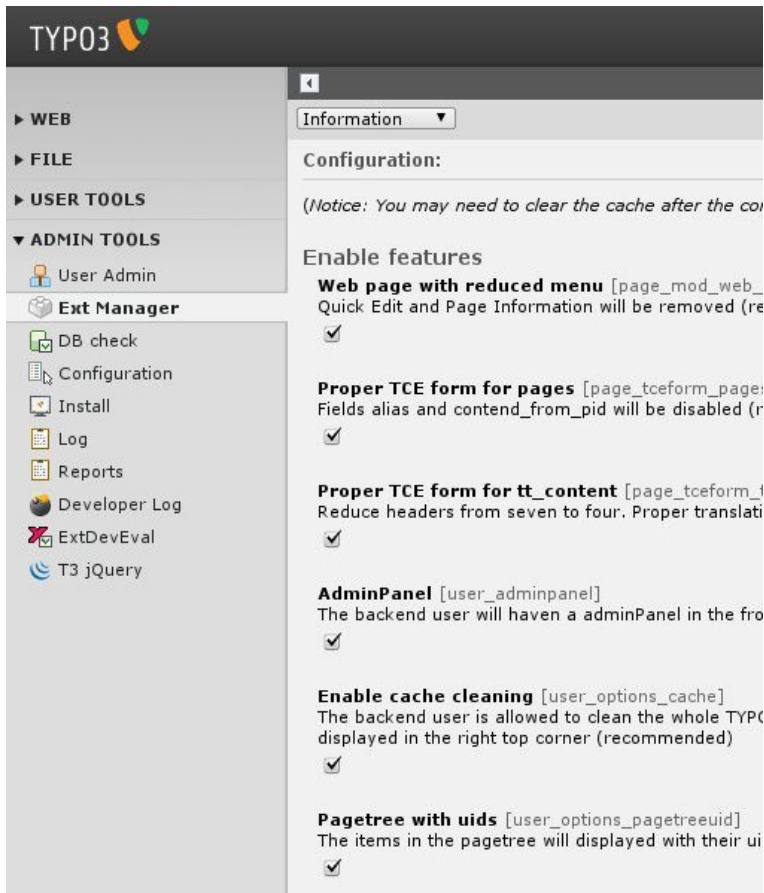 TYPO3
WEB
FILE
USER TOOLS
ADMIN TOOLS
User Admin
Ext Manager
DB check
Configuration
Install
Log
Reports
Developer Log
ExtDevEval
T3 jQuery
Information
Configuration:
(Notice: You may need to clear the cache after the
Enable features
Web page with reduced menu [page_mod_web_
Quick Edit and Page Information will be removed
Proper TCE form for pages [page_tceform_pages
Fields alias and contend_from_pid will be disabled
Proper TCE form for tt_content [page_tceform_t
Reduce headers from seven to four. Proper
AdminPanel [user_adminpanel]
The backend user will haven a adminPanel in the
Enable cache cleaning [user_options_cache]
The backend user is allowed to clean the whole
displayed in the right top corner (recommended)
Pagetree with uids [user_options_pagetreeuid]
The items in the pagetree will displayed with their